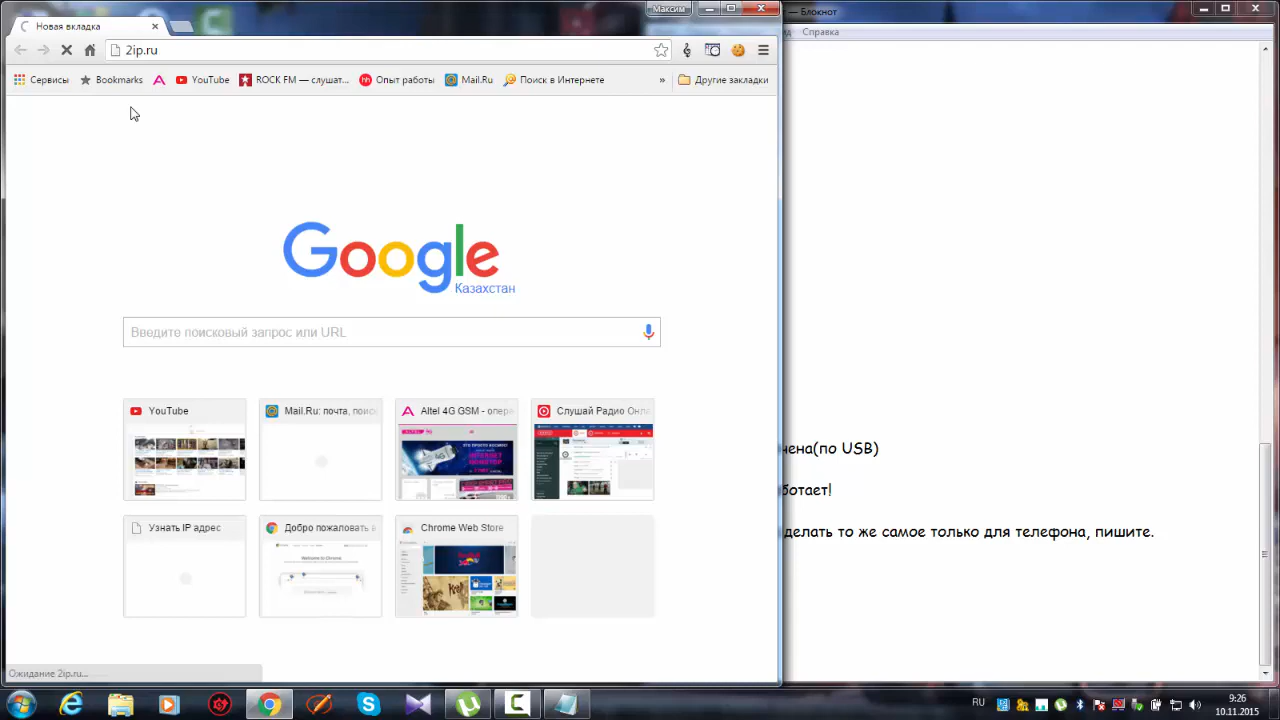 Максим
Блокнот
Новая вкладка
Справка
2ip.ru
Сервисы
Bookmarks
YouTube
ROCK FM — слушат...
Опыт работы
Mail.Ru
Поиск в Интернете
»
Другие закладки
Google
Казахстан
Введите поисковый запрос или URL
YouTube
Mail.Ru: почта, поис
Altel 4G GSM - опера
Слушай Радио Онл
чена(по USB)
ботает!
Узнать IP адрес
Добро пожаловать в
Chrome Web Store
делать то же самое только для телефона, пишите.
Ожидание 2ip.ru...
RU
9:26
10.11.2015